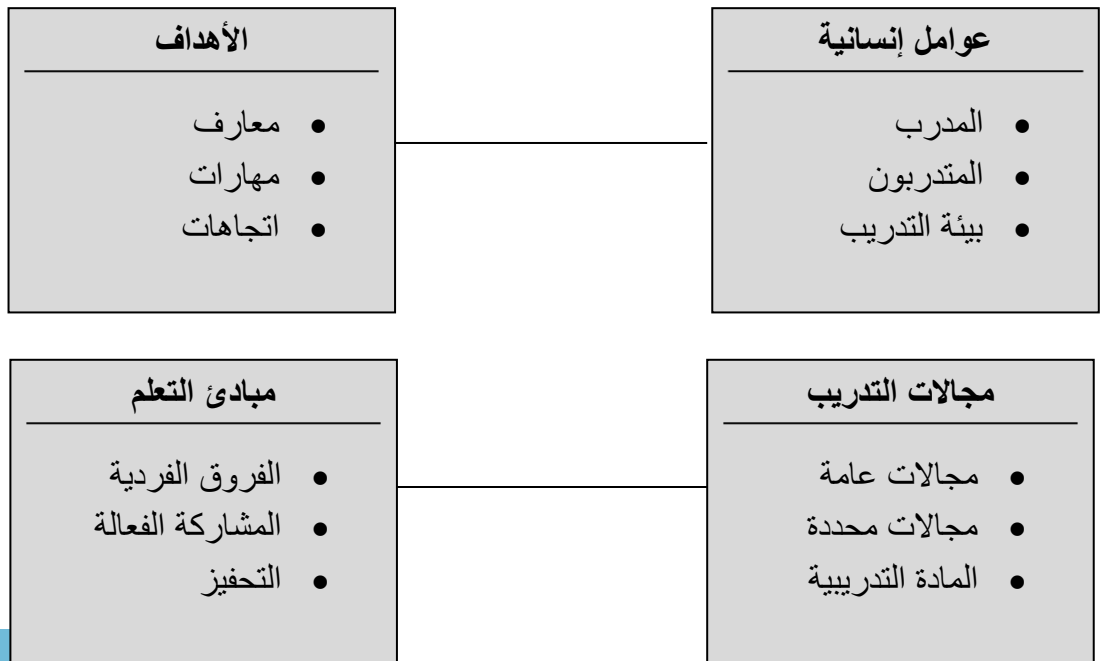 عوامل إنسانية
• المدرب
• المتدربون
• بيئة التدريب
الأهداف
• معارف
• مهارات
• اتجاهات
مجالات التدريب
• مجالات عامة
• مجالات محددة
• المادة التدريبية
مبادئ التعلم
• الفروق الفردية
• المشاركة الفعالة
• التحفيز